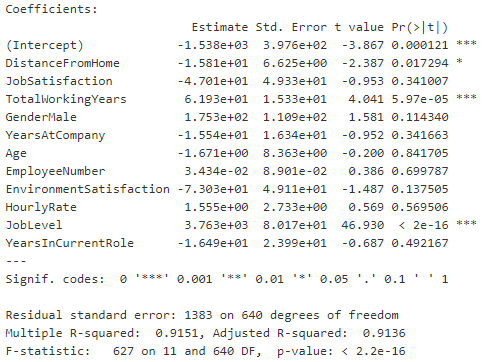 Coefficients:
Estimate Std. Error t value Pr(>|t|)
(Intercept) -1.538e+03 3.976e+02 -3.867 0.000121 ***
DistanceFromHome -1.581e+01 6.625e+00 -2.387 0.017294 *
JobSatisfaction -4.701e+01 4.933e+01 -0.953 0.341007
TotalWorkingYears 6.193e+01 1.533e+01 4.041 5.97e-05 ***
GenderMale 1.753e+02 1.109e+02 1.581 0.114340
YearsAtCompany -1.554e+01 1.634e+01 -0.952 0.341663
Age -1.671e+00 8.363e+00 -0.200 0.841705
EmployeeNumber 3.434e-02 8.901e-02 0.386 0.699787
EnvironmentSatisfaction -7.303e+01 4.911e+01 -1.487 0.137505
HourlyRate 1.555e+00 2.733e+00 0.569 0.569506
JobLevel 3.763e+03 8.017e+01 46.930 < 2e-16 ***
YearsInCurrentRole -1.649e+01 2.399e+01 -0.687 0.492167
---
Signif. codes: 0 '***' 0.001 '**' 0.01 '*' 0.05 '.' 0.1 ' ' 1
Residual standard error: 1383 on 640 degrees of freedom
Multiple R-squared: 0.9151, Adjusted R-squared: 0.9136
F-statistic: 627 on 11 and 640 DF, p-value: < 2.2e-16